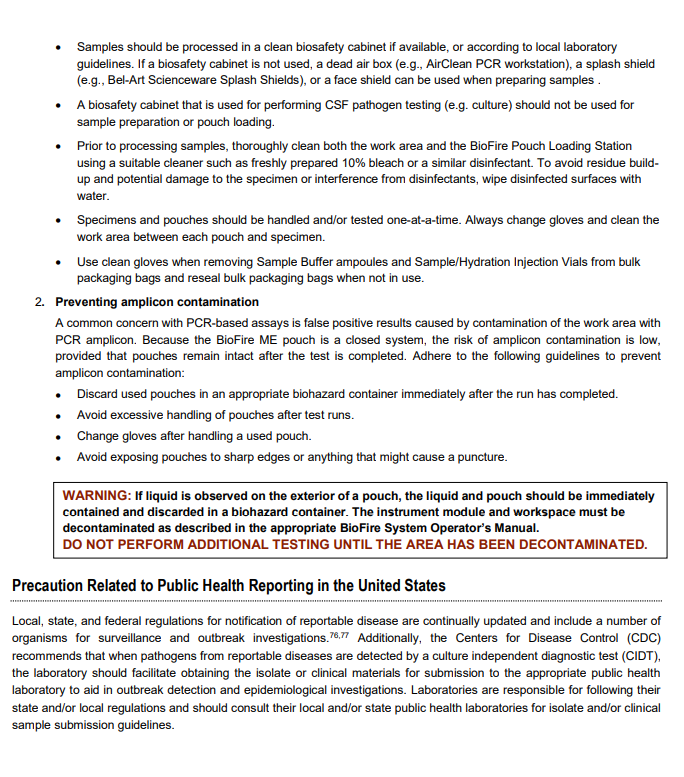 • Samples should be processed in a clean biosafety cabinet if available, or according to local laboratory
guidelines. If a biosafety cabinet is not used, a dead air box (e.g., AirClean PCR workstation), a splash shield
(e.g., Bel-Art Scienceware Splash Shields), or a face shield can be used when preparing samples .
• A biosafety cabinet that is used for performing CSF pathogen testing (e.g. culture) should not be used for
sample preparation or pouch loading.
• Prior to processing samples, thoroughly clean both the work area and the BioFire Pouch Loading Station
using a suitable cleaner such as freshly prepared 10% bleach or a similar disinfectant. To avoid residue build-
up and potential damage to the specimen or interference from disinfectants, wipe disinfected surfaces with
water.
• Specimens and pouches should be handled and/or tested one-at-a-time. Always change gloves and clean the
work area between each pouch and specimen.
• Use clean gloves when removing Sample Buffer ampoules and Sample/Hydration Injection Vials from bulk
packaging bags and reseal bulk packaging bags when not in use.
2. Preventing amplicon contamination
A common concern with PCR-based assays is false positive results caused by contamination of the work area with
PCR amplicon. Because the BioFire ME pouch is a closed system, the risk of amplicon contamination is low,
provided that pouches remain intact after the test is completed. Adhere to the following guidelines to prevent
amplicon contamination:
• Discard used pouches in an appropriate biohazard container immediately after the run has completed.
• Avoid excessive handling of pouches after test runs.
• Change gloves after handling a used pouch.
• Avoid exposing pouches to sharp edges or anything that might cause a puncture.
WARNING: If liquid is observed on the exterior of a pouch, the liquid and pouch should be immediately
contained and discarded in a biohazard container. The instrument module and workspace must be
decontaminated as described in the appropriate BioFire System Operator's Manual.
DO NOT PERFORM ADDITIONAL TESTING UNTIL THE AREA HAS BEEN DECONTAMINATED.
Precaution Related to Public Health Reporting in the United States
Local, state, and federal regulations for notification of reportable disease are continually updated and include a number of
organisms for surveillance and outbreak investigations.76,77 Additionally, the Centers for Disease Control (CDC)
recommends that when pathogens from reportable diseases are detected by a culture independent diagnostic test (CIDT),
the laboratory should facilitate obtaining the isolate or clinical materials for submission to the appropriate public health
laboratory to aid in outbreak detection and epidemiological investigations. Laboratories are responsible for following their
state and/or local regulations and should consult their local and/or state public health laboratories for isolate and/or clinical
sample submission guidelines.